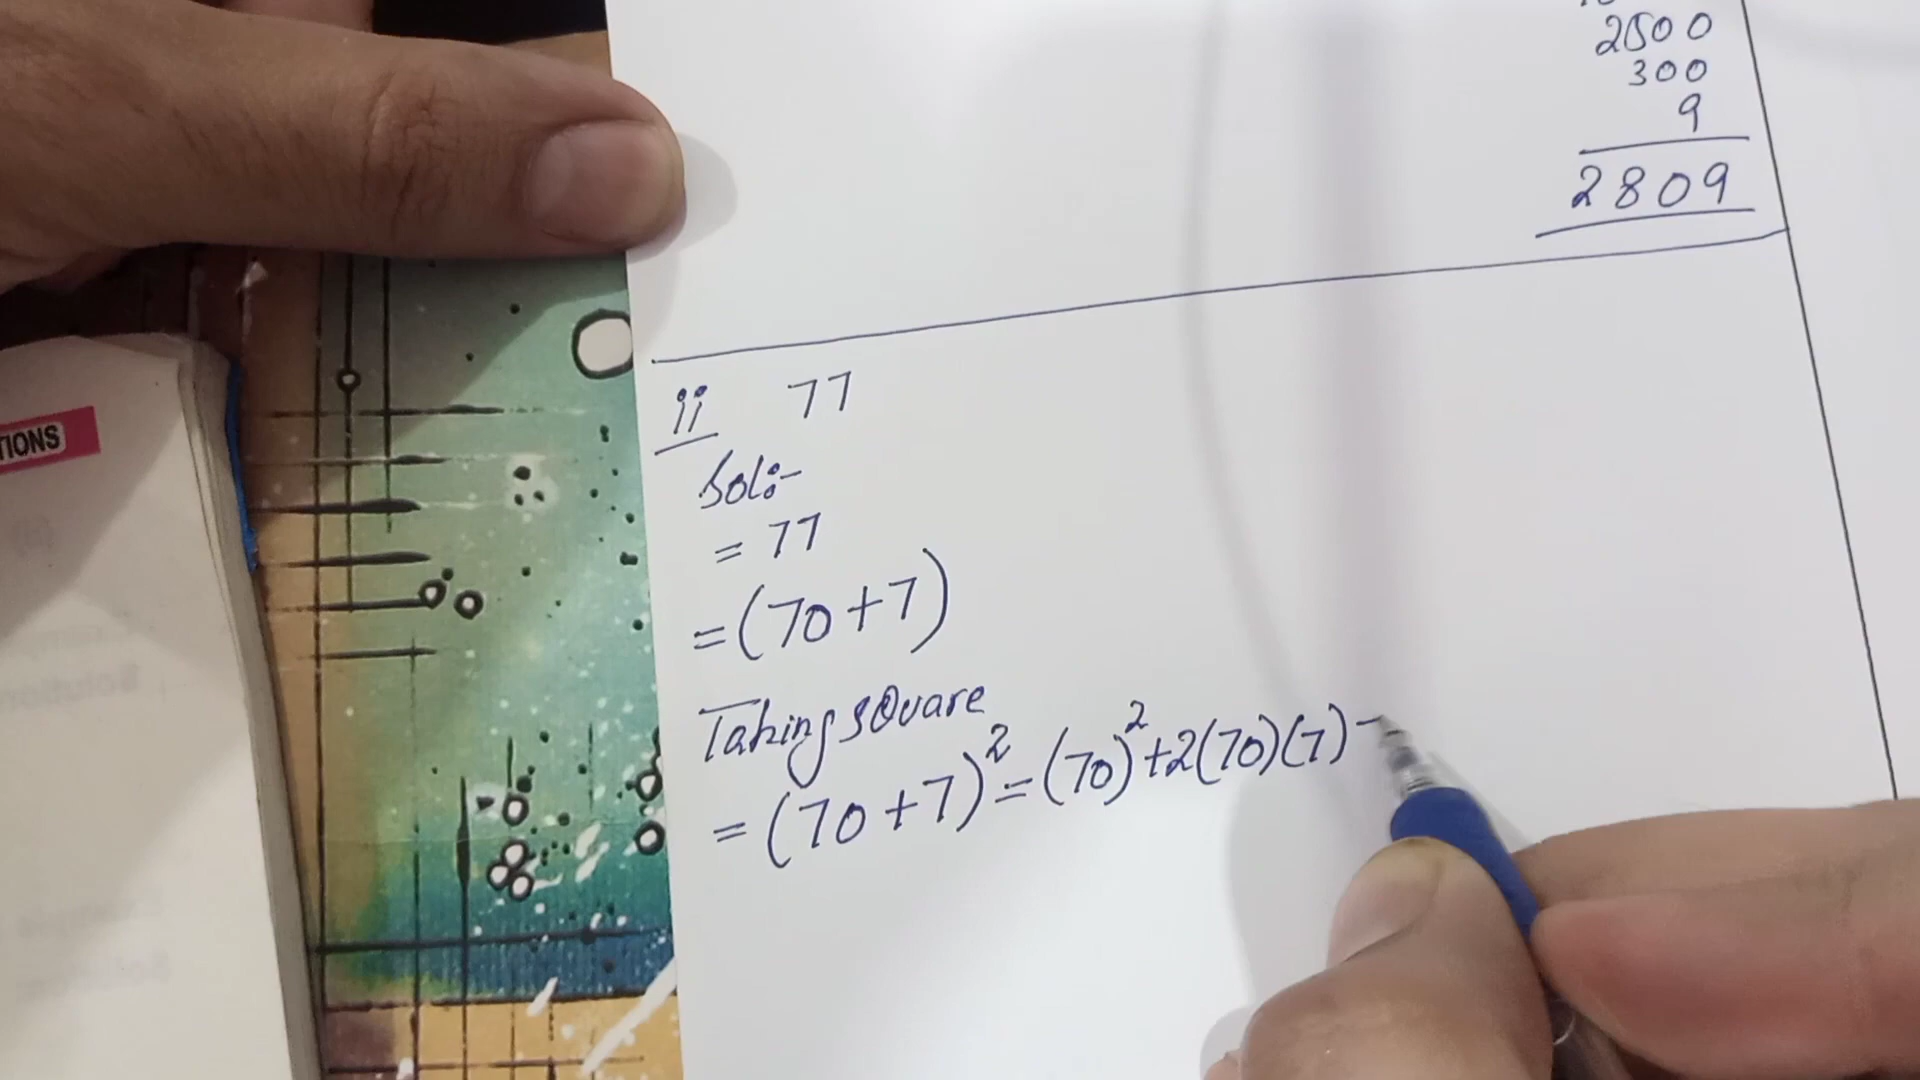 2500
300
9
2809
TIONS
ii 77
Sol:-
= 77
= (70+7)
Taking square
= (70+7)² = (70)² + 2(70)(7) -